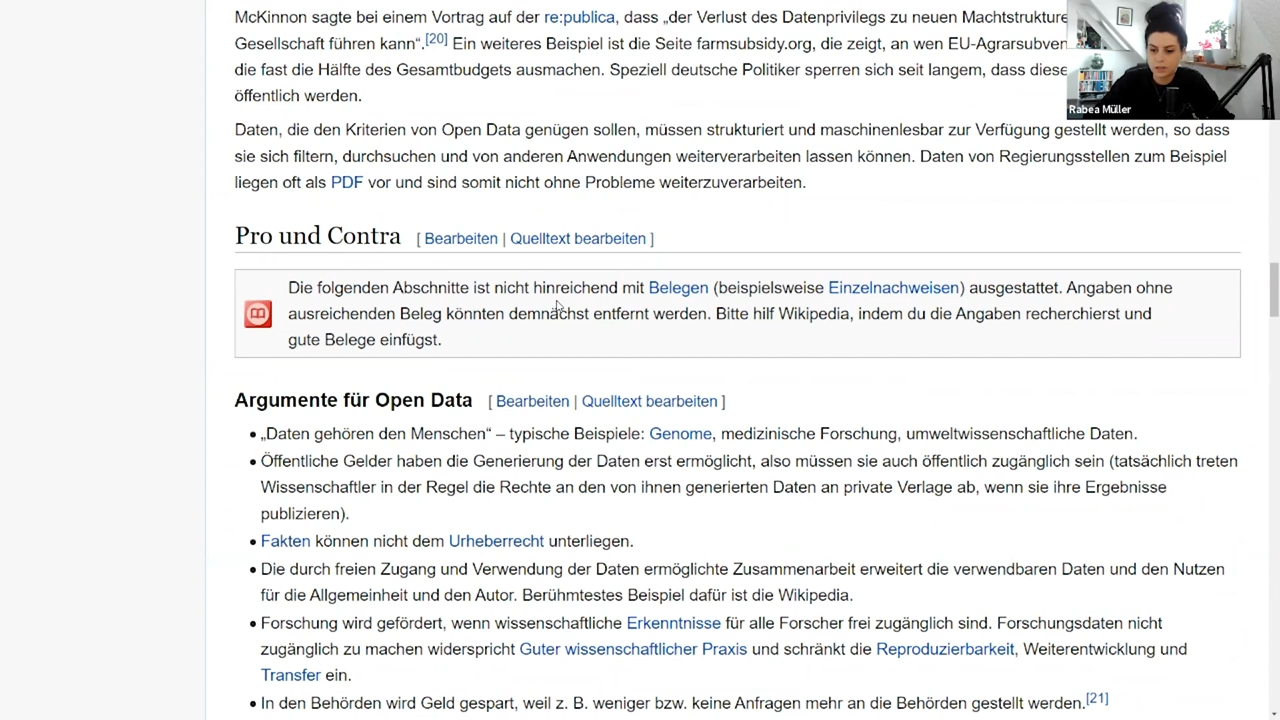 McKinnon sagte bei einem Vortrag auf der re:publica, dass „der Verlust des Datenprivilegs zu neuen Machtstrukture
Gesellschaft führen kann“.[20] Ein weiteres Beispiel ist die Seite farmsubsidy.org, die zeigt, an wen EU-Agrarsubven
die fast die Hälfte des Gesamtbudgets ausmachen. Speziell deutsche Politiker sperren sich seit langem, dass diese
öffentlich werden.
Rabea Müller
Daten, die den Kriterien von Open Data genügen sollen, müssen strukturiert und maschinenlesbar zur Verfügung gestellt werden, so dass
sie sich filtern, durchsuchen und von anderen Anwendungen weiterverarbeiten lassen können. Daten von Regierungsstellen zum Beispiel
liegen oft als PDF vor und sind somit nicht ohne Probleme weiterzuverarbeiten.
Pro und Contra [ Bearbeiten | Quelltext bearbeiten ]
Die folgenden Abschnitte ist nicht hinreichend mit Belegen (beispielsweise Einzelnachweisen) ausgestattet. Angaben ohne
ausreichenden Beleg könnten demnächst entfernt werden. Bitte hilf Wikipedia, indem du die Angaben recherchierst und
gute Belege einfügst.
Argumente für Open Data [ Bearbeiten | Quelltext bearbeiten ]
• „Daten gehören den Menschen“ – typische Beispiele: Genome, medizinische Forschung, umweltwissenschaftliche Daten.
• Öffentliche Gelder haben die Generierung der Daten erst ermöglicht, also müssen sie auch öffentlich zugänglich sein (tatsächlich treten
Wissenschaftler in der Regel die Rechte an den von ihnen generierten Daten an private Verlage ab, wenn sie ihre Ergebnisse
publizieren).
• Fakten können nicht dem Urheberrecht unterliegen.
• Die durch freien Zugang und Verwendung der Daten ermöglichte Zusammenarbeit erweitert die verwendbaren Daten und den Nutzen
für die Allgemeinheit und den Autor. Berühmtestes Beispiel dafür ist die Wikipedia.
• Forschung wird gefördert, wenn wissenschaftliche Erkenntnisse für alle Forscher frei zugänglich sind. Forschungsdaten nicht
zugänglich zu machen widerspricht Guter wissenschaftlicher Praxis und schränkt die Reproduzierbarkeit, Weiterentwicklung und
Transfer ein.
• In den Behörden wird Geld gespart, weil z. B. weniger bzw. keine Anfragen mehr an die Behörden gestellt werden.[21]